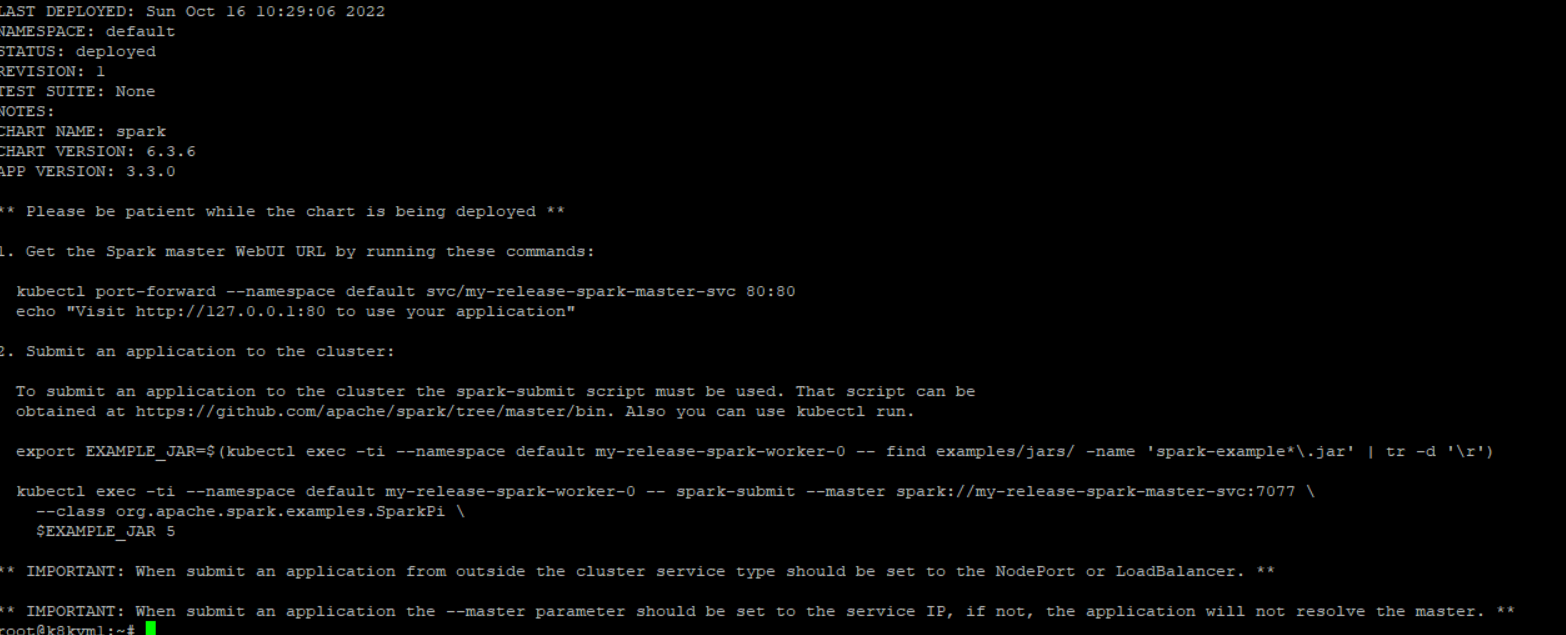 LAST DEPLOYED: Sun Oct 16 10:29:06 2022
NAMESPACE: default
STATUS: deployed
REVISION: 1
TEST SUITE: None
NOTES:
CHART NAME: spark
CHART VERSION: 6.3.6
APP VERSION: 3.3.0
** Please be patient while the chart is being deployed **
1. Get the Spark master WebUI URL by running these commands:
kubectl port-forward --namespace default svc/my-release-spark-master-svc 80:80
echo "Visit http://127.0.0.1:80 to use your application"
2. Submit an application to the cluster:
To submit an application to the cluster the spark-submit script must be used. That script can be
obtained at https://github.com/apache/spark/tree/master/bin. Also you can use kubectl run.
export EXAMPLE_JAR=$(kubectl exec -ti --namespace default my-release-spark-worker-0 -- find examples/jars/ -name 'spark-example*\.jar' | tr -d '\r')
kubectl exec -ti --namespace default my-release-spark-worker-0 -- spark-submit --master spark://my-release-spark-master-svc:7077 \
--class org.apache.spark.examples.SparkPi \
$EXAMPLE_JAR 5
** IMPORTANT: When submit an application from outside the cluster service type should be set to the NodePort or LoadBalancer. **
** IMPORTANT: When submit an application the --master parameter should be set to the service IP, if not, the application will not resolve the master. **
root@k8kvm1:~#